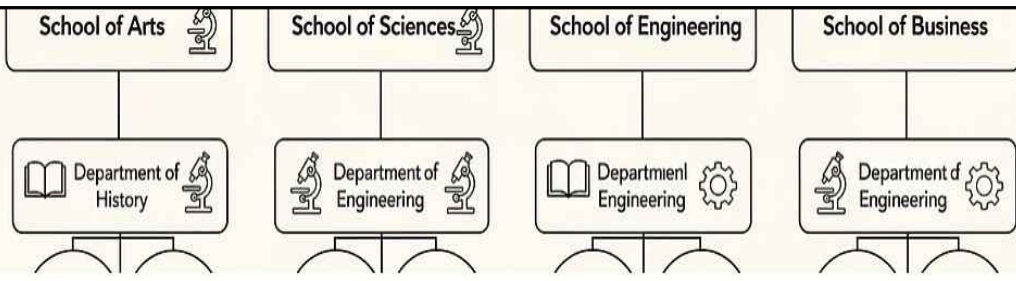 School of Arts
School of Sciences
School of Engineering
School of Business
Department of
History
Department of
Engineering
Departmienl
Engineering
Department d
Engineering